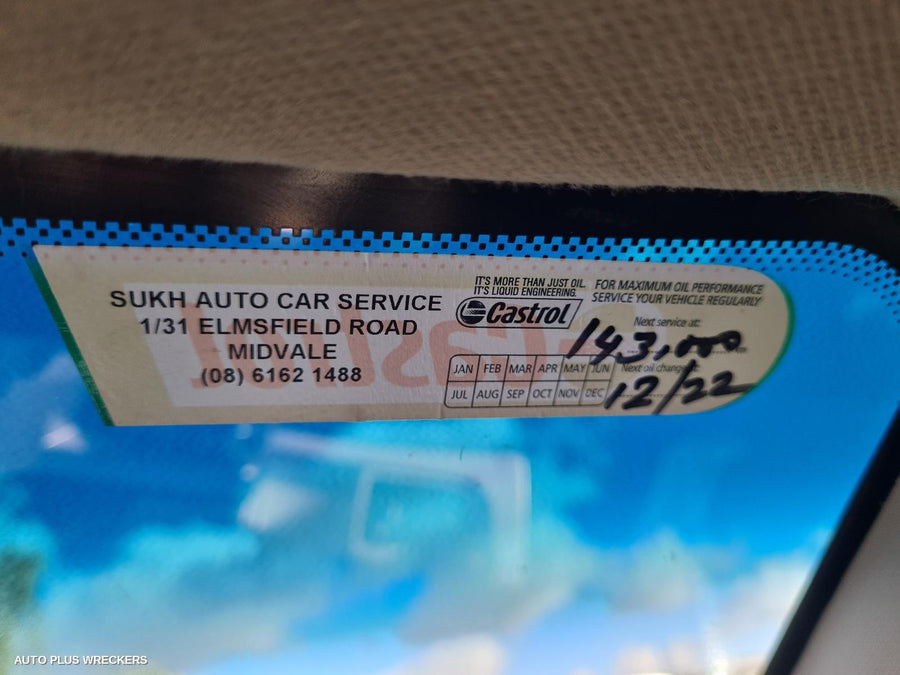 SUKH AUTO CAR SERVICE
1/31 ELMSFIELD ROAD
MIDVALE
(08) 6162 1488
IT'S MORE THAN JUST OIL.
IT'S LIQUID ENGINEERING.
Castrol
FOR MAXIMUM OIL PERFORMANCE
SERVICE YOUR VEHICLE REGULARLY
Next service at:
143,000
JAN FEB MAR APR MAY JUN
JUL AUG SEP OCT NOV DEC
Next oil change at:
12/22
AUTO PLUS WRECKERS